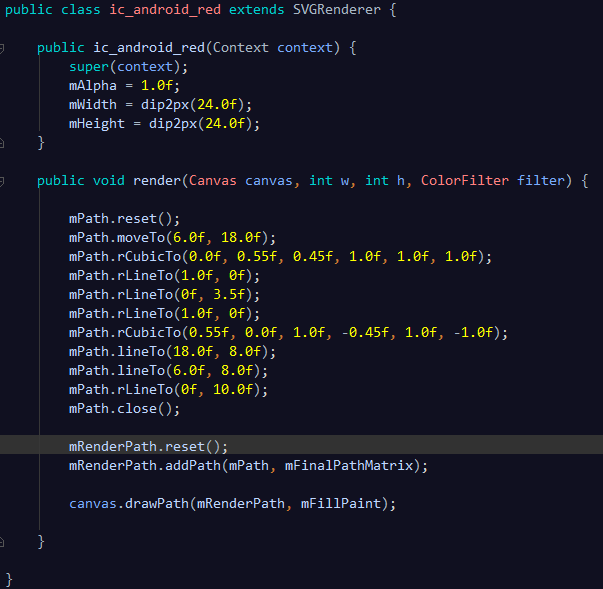 public class ic_android_red extends SVGRenderer {
public ic_android_red(Context context) {
super(context);
mAlpha = 1.0f;
mWidth = dip2px(24.0f);
mHeight = dip2px(24.0f);
}
public void render(Canvas canvas, int w, int h, ColorFilter filter) {
mPath.reset();
mPath.moveTo(6.0f, 18.0f);
mPath.rCubicTo(0.0f, 0.55f, 0.45f, 1.0f, 1.0f, 1.0f);
mPath.rLineTo(1.0f, 0f);
mPath.rLineTo(0f, 3.5f);
mPath.rLineTo(1.0f, 0f);
mPath.rCubicTo(0.55f, 0.0f, 1.0f, -0.45f, 1.0f, -1.0f);
mPath.lineTo(18.0f, 8.0f);
mPath.lineTo(6.0f, 8.0f);
mPath.rLineTo(0f, 10.0f);
mPath.close();
mRenderPath.reset();
mRenderPath.addPath(mPath, mFinalPathMatrix);
canvas.drawPath(mRenderPath, mFillPaint);
}
}